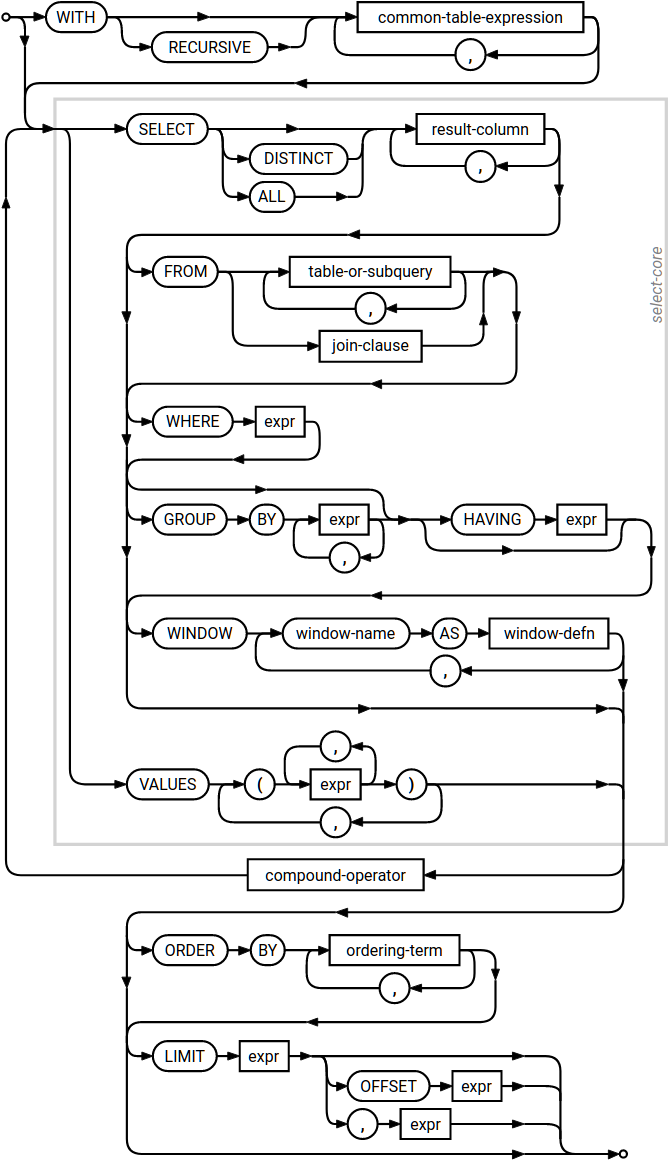 WITH common-table-expression
RECURSIVE ,
SELECT result-column
DISTINCT ,
ALL
select-core
FROM table-or-subquery
,
join-clause
WHERE expr
GROUP BY expr HAVING expr
,
WINDOW window-name AS window-defn
,
,
VALUES ( expr )
,
compound-operator
ORDER BY ordering-term
,
LIMIT expr
OFFSET expr
, expr